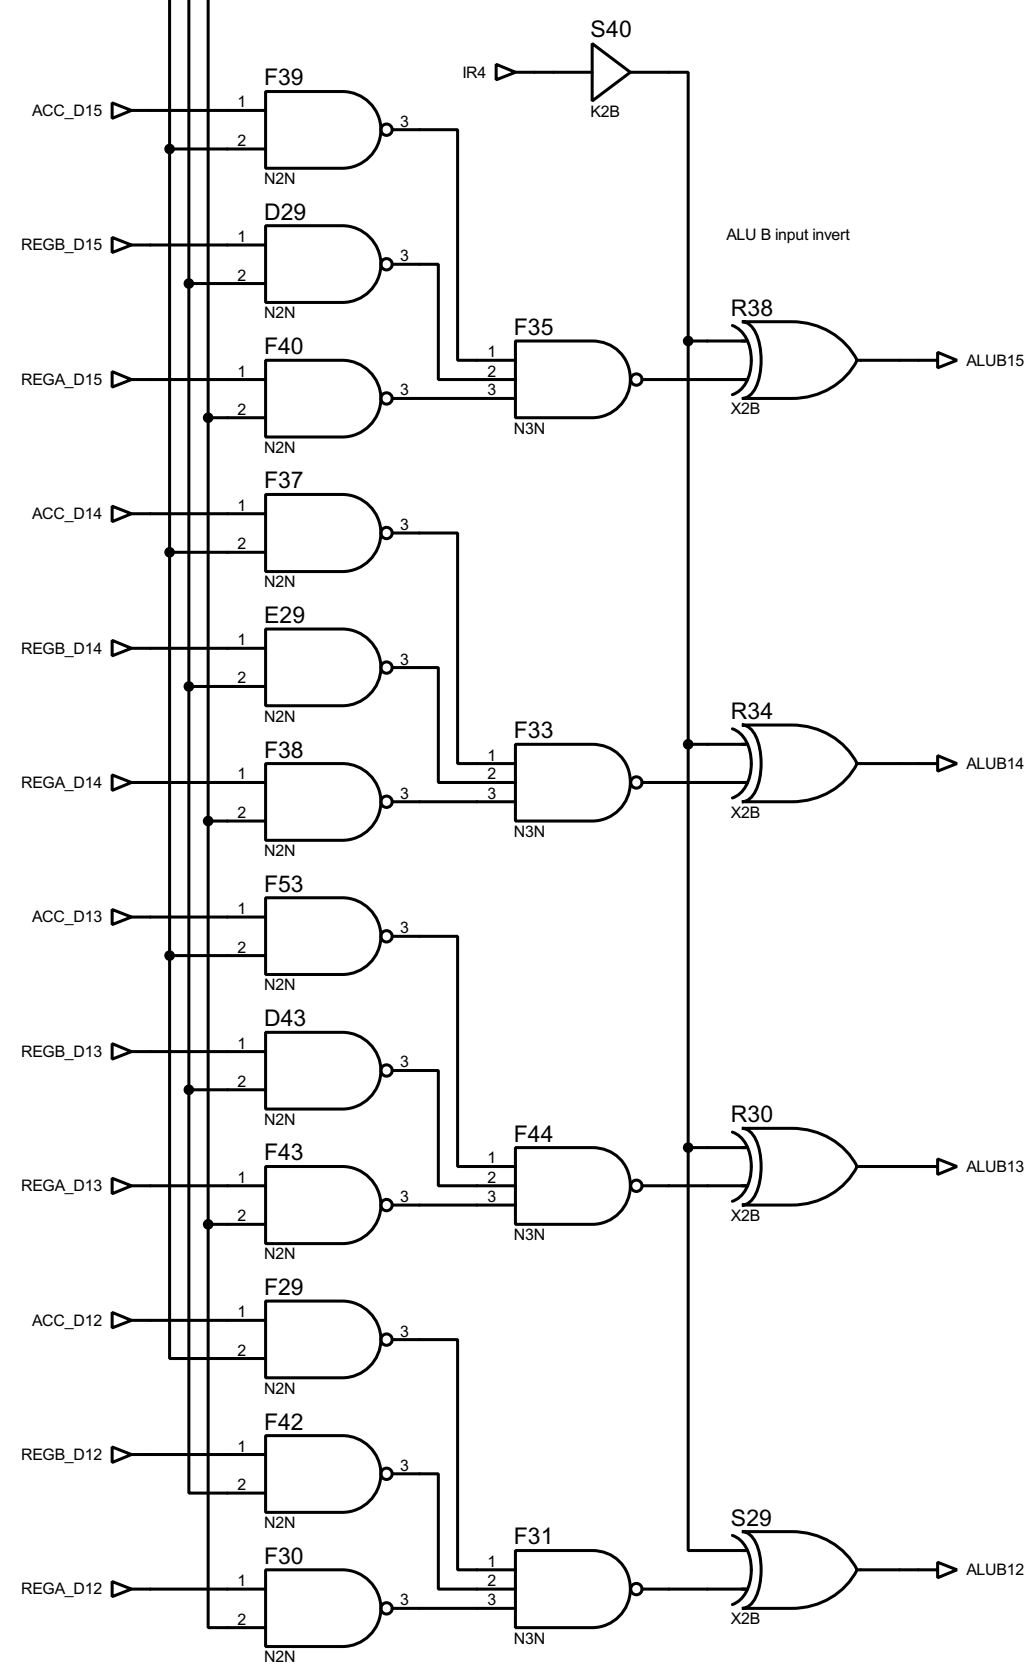 S40
IR4
K2B
F39
ACC_D15
1
2
3
N2N
D29
REGB_D15
1
2
3
N2N
ALU B input invert
F40
REGA_D15
1
2
3
N2N
F35
1
2
3
N3N
R38
X2B
ALUB15
F37
ACC_D14
1
2
3
N2N
E29
REGB_D14
1
2
3
N2N
F38
REGA_D14
1
2
3
N2N
F33
1
2
3
N3N
R34
X2B
ALUB14
F53
ACC_D13
1
2
3
N2N
D43
REGB_D13
1
2
3
N2N
F43
REGA_D13
1
2
3
N2N
F44
1
2
3
N3N
R30
X2B
ALUB13
F29
ACC_D12
1
2
3
N2N
F42
REGB_D12
1
2
3
N2N
F30
REGA_D12
1
2
3
N2N
F31
1
2
3
N3N
S29
X2B
ALUB12